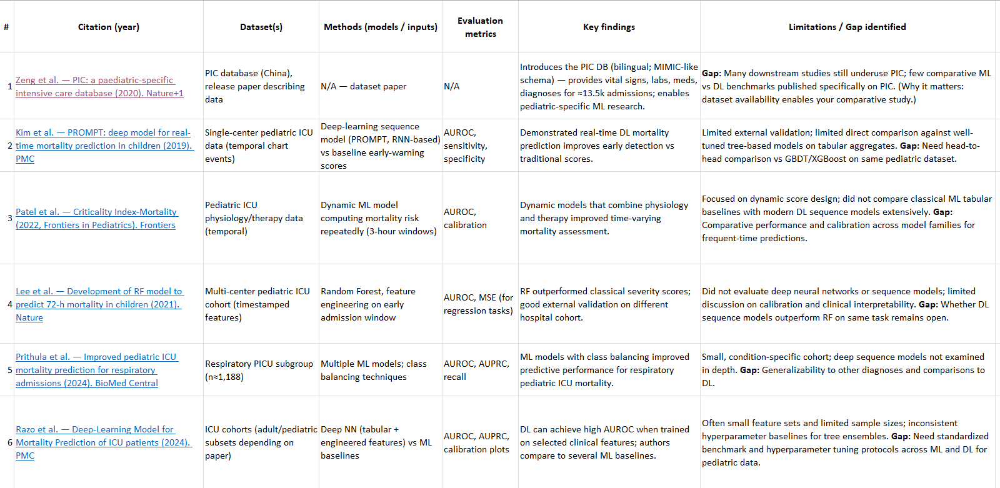 #
Citation (year)
Dataset(s)
Methods (models / inputs)
Evaluation
metrics
Key findings
Limitations / Gap identified
1
Zeng et al. — PIC: a paediatric-specific
intensive care database (2020). Nature+1
PIC database (China),
release paper describing
data
N/A — dataset paper
N/A
Introduces the PIC DB (bilingual; MIMIC-like
schema) — provides vital signs, labs, meds,
diagnoses for ≈13.5k admissions; enables
pediatric-specific ML research.
Gap: Many downstream studies still underuse PIC; few comparative ML
vs DL benchmarks published specifically on PIC. (Why it matters:
dataset availability enables your comparative study.)
2
Kim et al. — PROMPT: deep model for real-
time mortality prediction in children (2019).
PMC
Single-center pediatric ICU
data (temporal chart
events)
Deep-learning sequence
model (PROMPT, RNN-based)
vs baseline early-warning
scores
AUROC,
sensitivity,
specificity
Demonstrated real-time DL mortality
prediction improves early detection vs
traditional scores.
Limited external validation; limited direct comparison against well-
tuned tree-based models on tabular aggregates. Gap: Need head-to-
head comparison vs GBDT/XGBoost on same pediatric dataset.
3
Patel et al. — Criticality Index-Mortality
(2022, Frontiers in Pediatrics). Frontiers
Pediatric ICU
physiology/therapy data
(temporal)
Dynamic ML model
computing mortality risk
repeatedly (3-hour windows)
AUROC,
calibration
Dynamic models that combine physiology
and therapy improved time-varying
mortality assessment.
Focused on dynamic score design; did not compare classical ML tabular
baselines with modern DL sequence models extensively. Gap:
Comparative performance and calibration across model families for
frequent-time predictions.
4
Lee et al. — Development of RF model to
predict 72-h mortality in children (2021).
Nature
Multi-center pediatric ICU
cohort (timestamped
features)
Random Forest, feature
engineering on early
admission window
AUROC, MSE (for
regression tasks)
RF outperformed classical severity scores;
good external validation on different
hospital cohort.
Did not evaluate deep neural networks or sequence models; limited
discussion on calibration and clinical interpretability. Gap: Whether DL
sequence models outperform RF on same task remains open.
5
Prithula et al. — Improved pediatric ICU
mortality prediction for respiratory
admissions (2024). BioMed Central
Respiratory PICU subgroup
(n≈1,188)
Multiple ML models; class
balancing techniques
AUROC, AUPRC,
recall
ML models with class balancing improved
predictive performance for respiratory
pediatric ICU mortality.
Small, condition-specific cohort; deep sequence models not examined
in depth. Gap: Generalizability to other diagnoses and comparisons to
DL.
6
Razo et al. — Deep-Learning Model for
Mortality Prediction of ICU patients (2024).
PMC
ICU cohorts (adult/pediatric
subsets depending on
paper)
Deep NN (tabular +
engineered features) vs ML
baselines
AUROC, AUPRC,
calibration plots
DL can achieve high AUROC when trained
on selected clinical features; authors
compare to several ML baselines.
Often small feature sets and limited sample sizes; inconsistent
hyperparameter baselines for tree ensembles. Gap: Need standardized
benchmark and hyperparameter tuning protocols across ML and DL for
pediatric data.